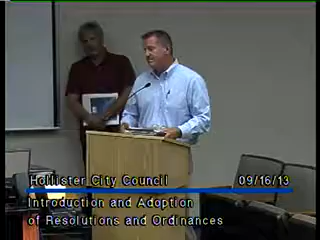 Hollister City Council 09/16/13
Introduction and Adoption
of Resolutions and Ordinances